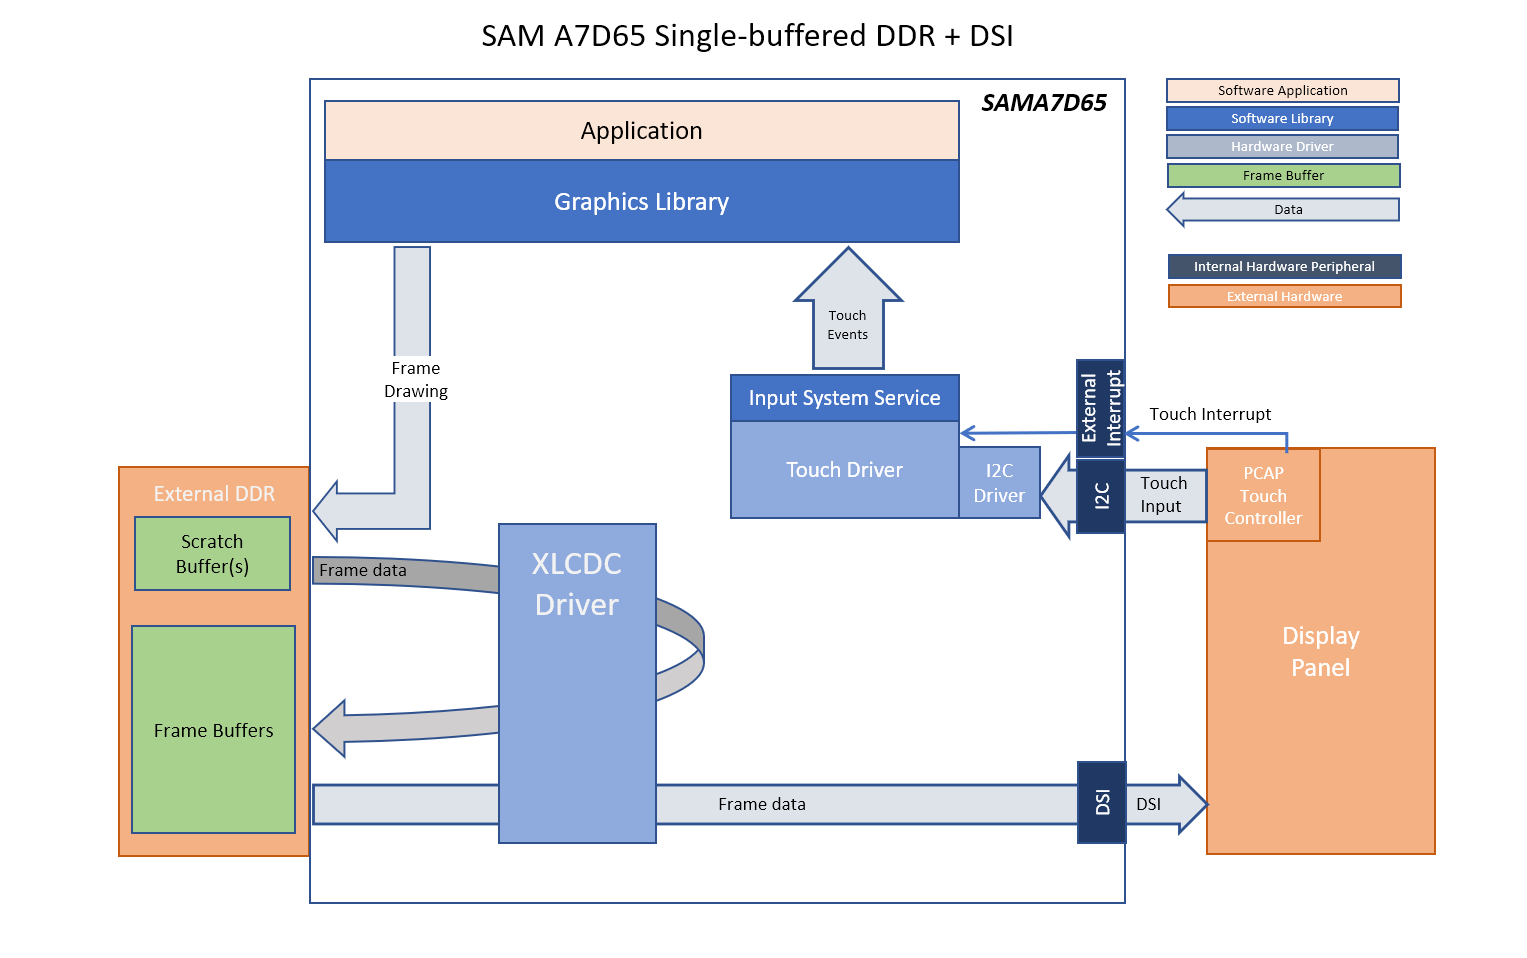 SAM A7D65 Single-buffered DDR + DSI
SAMA7D65
Application
Graphics Library
Software Application
Software Library
Hardware Driver
Frame Buffer
Data
Internal Hardware Peripheral
External Hardware
Touch
Events
Frame
Drawing
Input System Service
Touch Driver
I2C
Driver
External
Interrupt
I2C
Touch Interrupt
Touch
Input
PCAP
Touch
Controller
Display
Panel
External DDR
Scratch
Buffer(s)
Frame Buffers
Frame data
XLCDC
Driver
Frame data
DSI
DSI